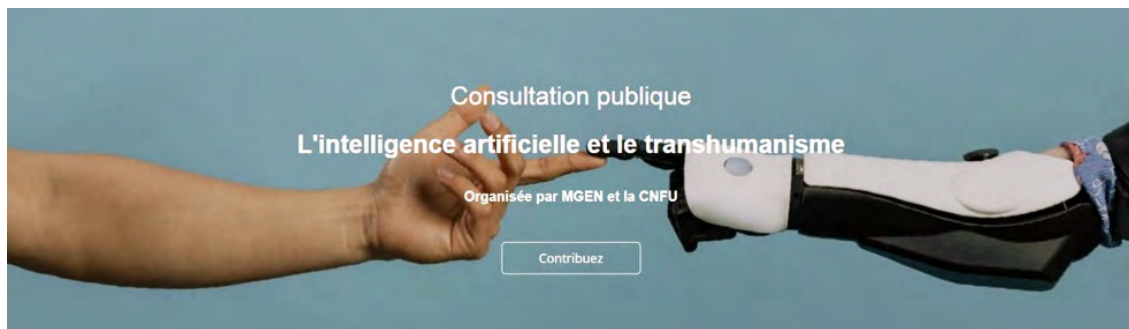 Consultation publique
L'intelligence artificielle et le transhumanisme
Organisée par MGEN et la CNFU
Contribuez